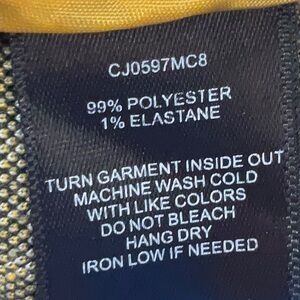 CJ0597MC8
99% POLYESTER
1% ELASTANE
TURN GARMENT INSIDE OUT
MACHINE WASH COLD
WITH LIKE COLORS
DO NOT BLEACH
HANG DRY
IRON LOW IF NEEDED